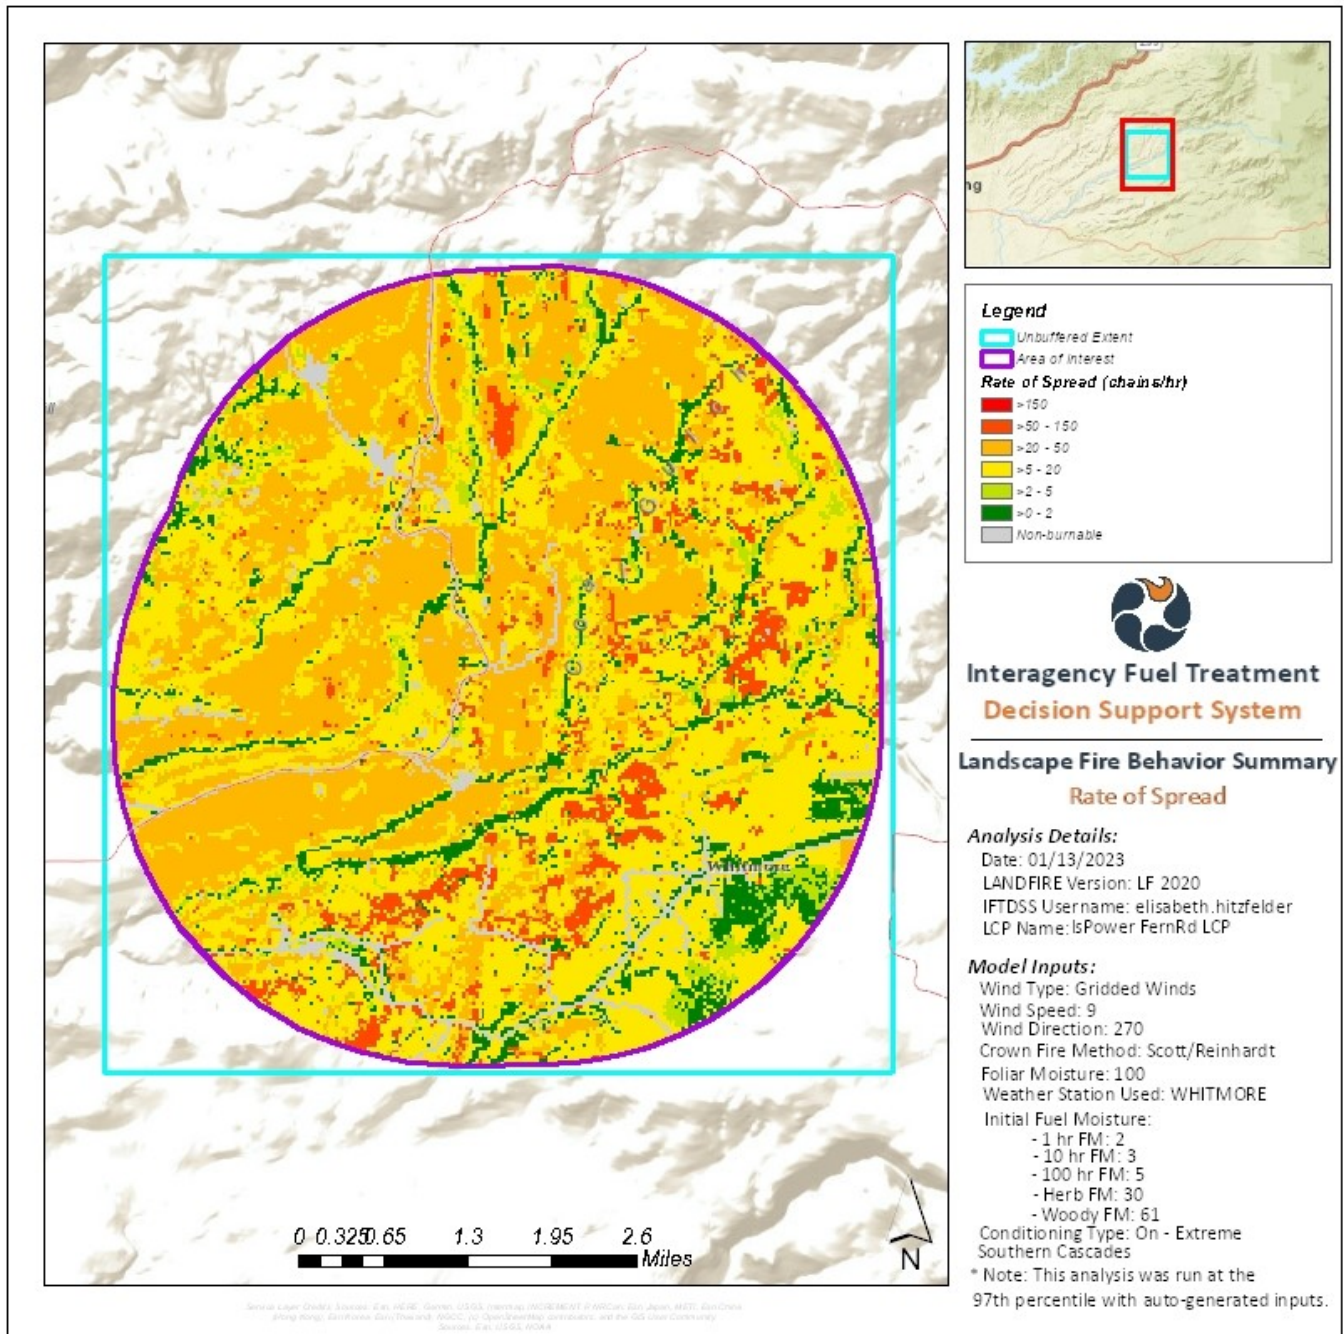 Whitmore
0 0.325 0.65 1.3 1.95 2.6
Miles
N
Legend
Unbuffered Extent
Area of Interest
Rate of Spread (chains/hr)
>150
>50 - 150
>20 - 50
>5 - 20
>2 - 5
>0 - 2
Non-burnable
Interagency Fuel Treatment
Decision Support System
Landscape Fire Behavior Summary
Rate of Spread
Analysis Details:
Date: 01/13/2023
LANDFIRE Version: LF 2020
IFTDSS Username: elisabeth.hitzfelder
LCP Name: lsPower FernRd LCP
Model Inputs:
Wind Type: Gridded Winds
Wind Speed: 9
Wind Direction: 270
Crown Fire Method: Scott/Reinhardt
Foliar Moisture: 100
Weather Station Used: WHITMORE
Initial Fuel Moisture:
- 1 hr FM: 2
- 10 hr FM: 3
- 100 hr FM: 5
- Herb FM: 30
- Woody FM: 61
Conditioning Type: On - Extreme
Southern Cascades
* Note: This analysis was run at the
97th percentile with auto-generated inputs.